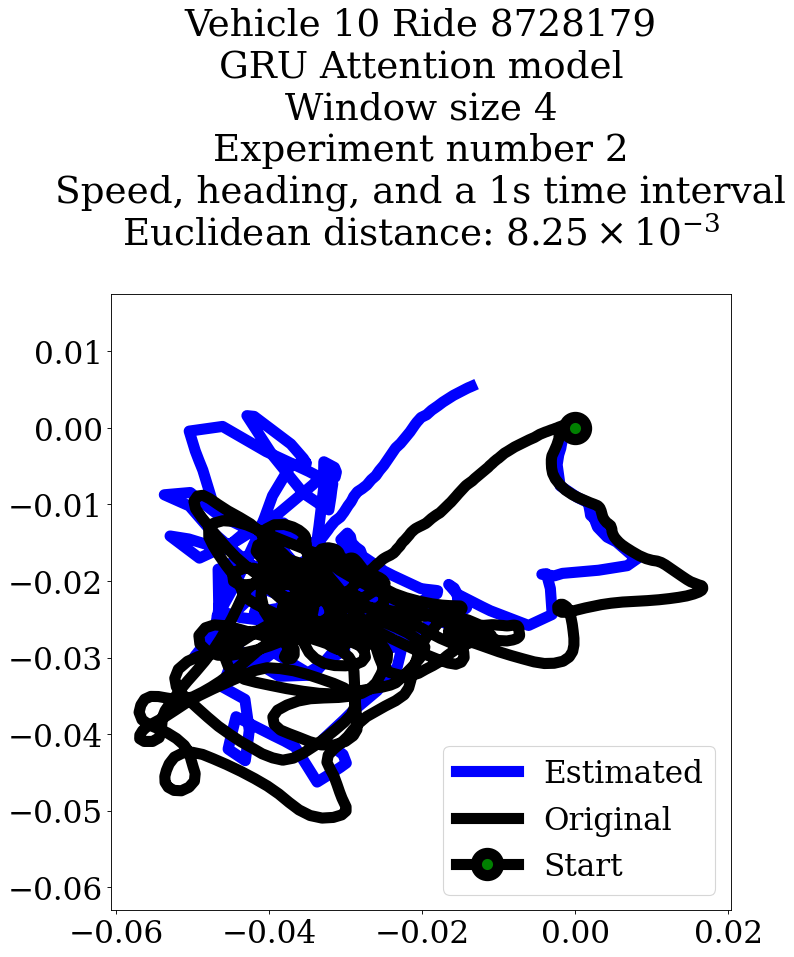 Vehicle 10 Ride 8728179
GRU Attention model
Window size 4
Experiment number 2
Speed, heading, and a 1s time interval
Euclidean distance: 8.25 × 10⁻³
0.01
0.00
−0.01
−0.02
−0.03
−0.04
−0.05
−0.06
Estimated
Original
Start
−0.06
−0.04
−0.02
0.00
0.02